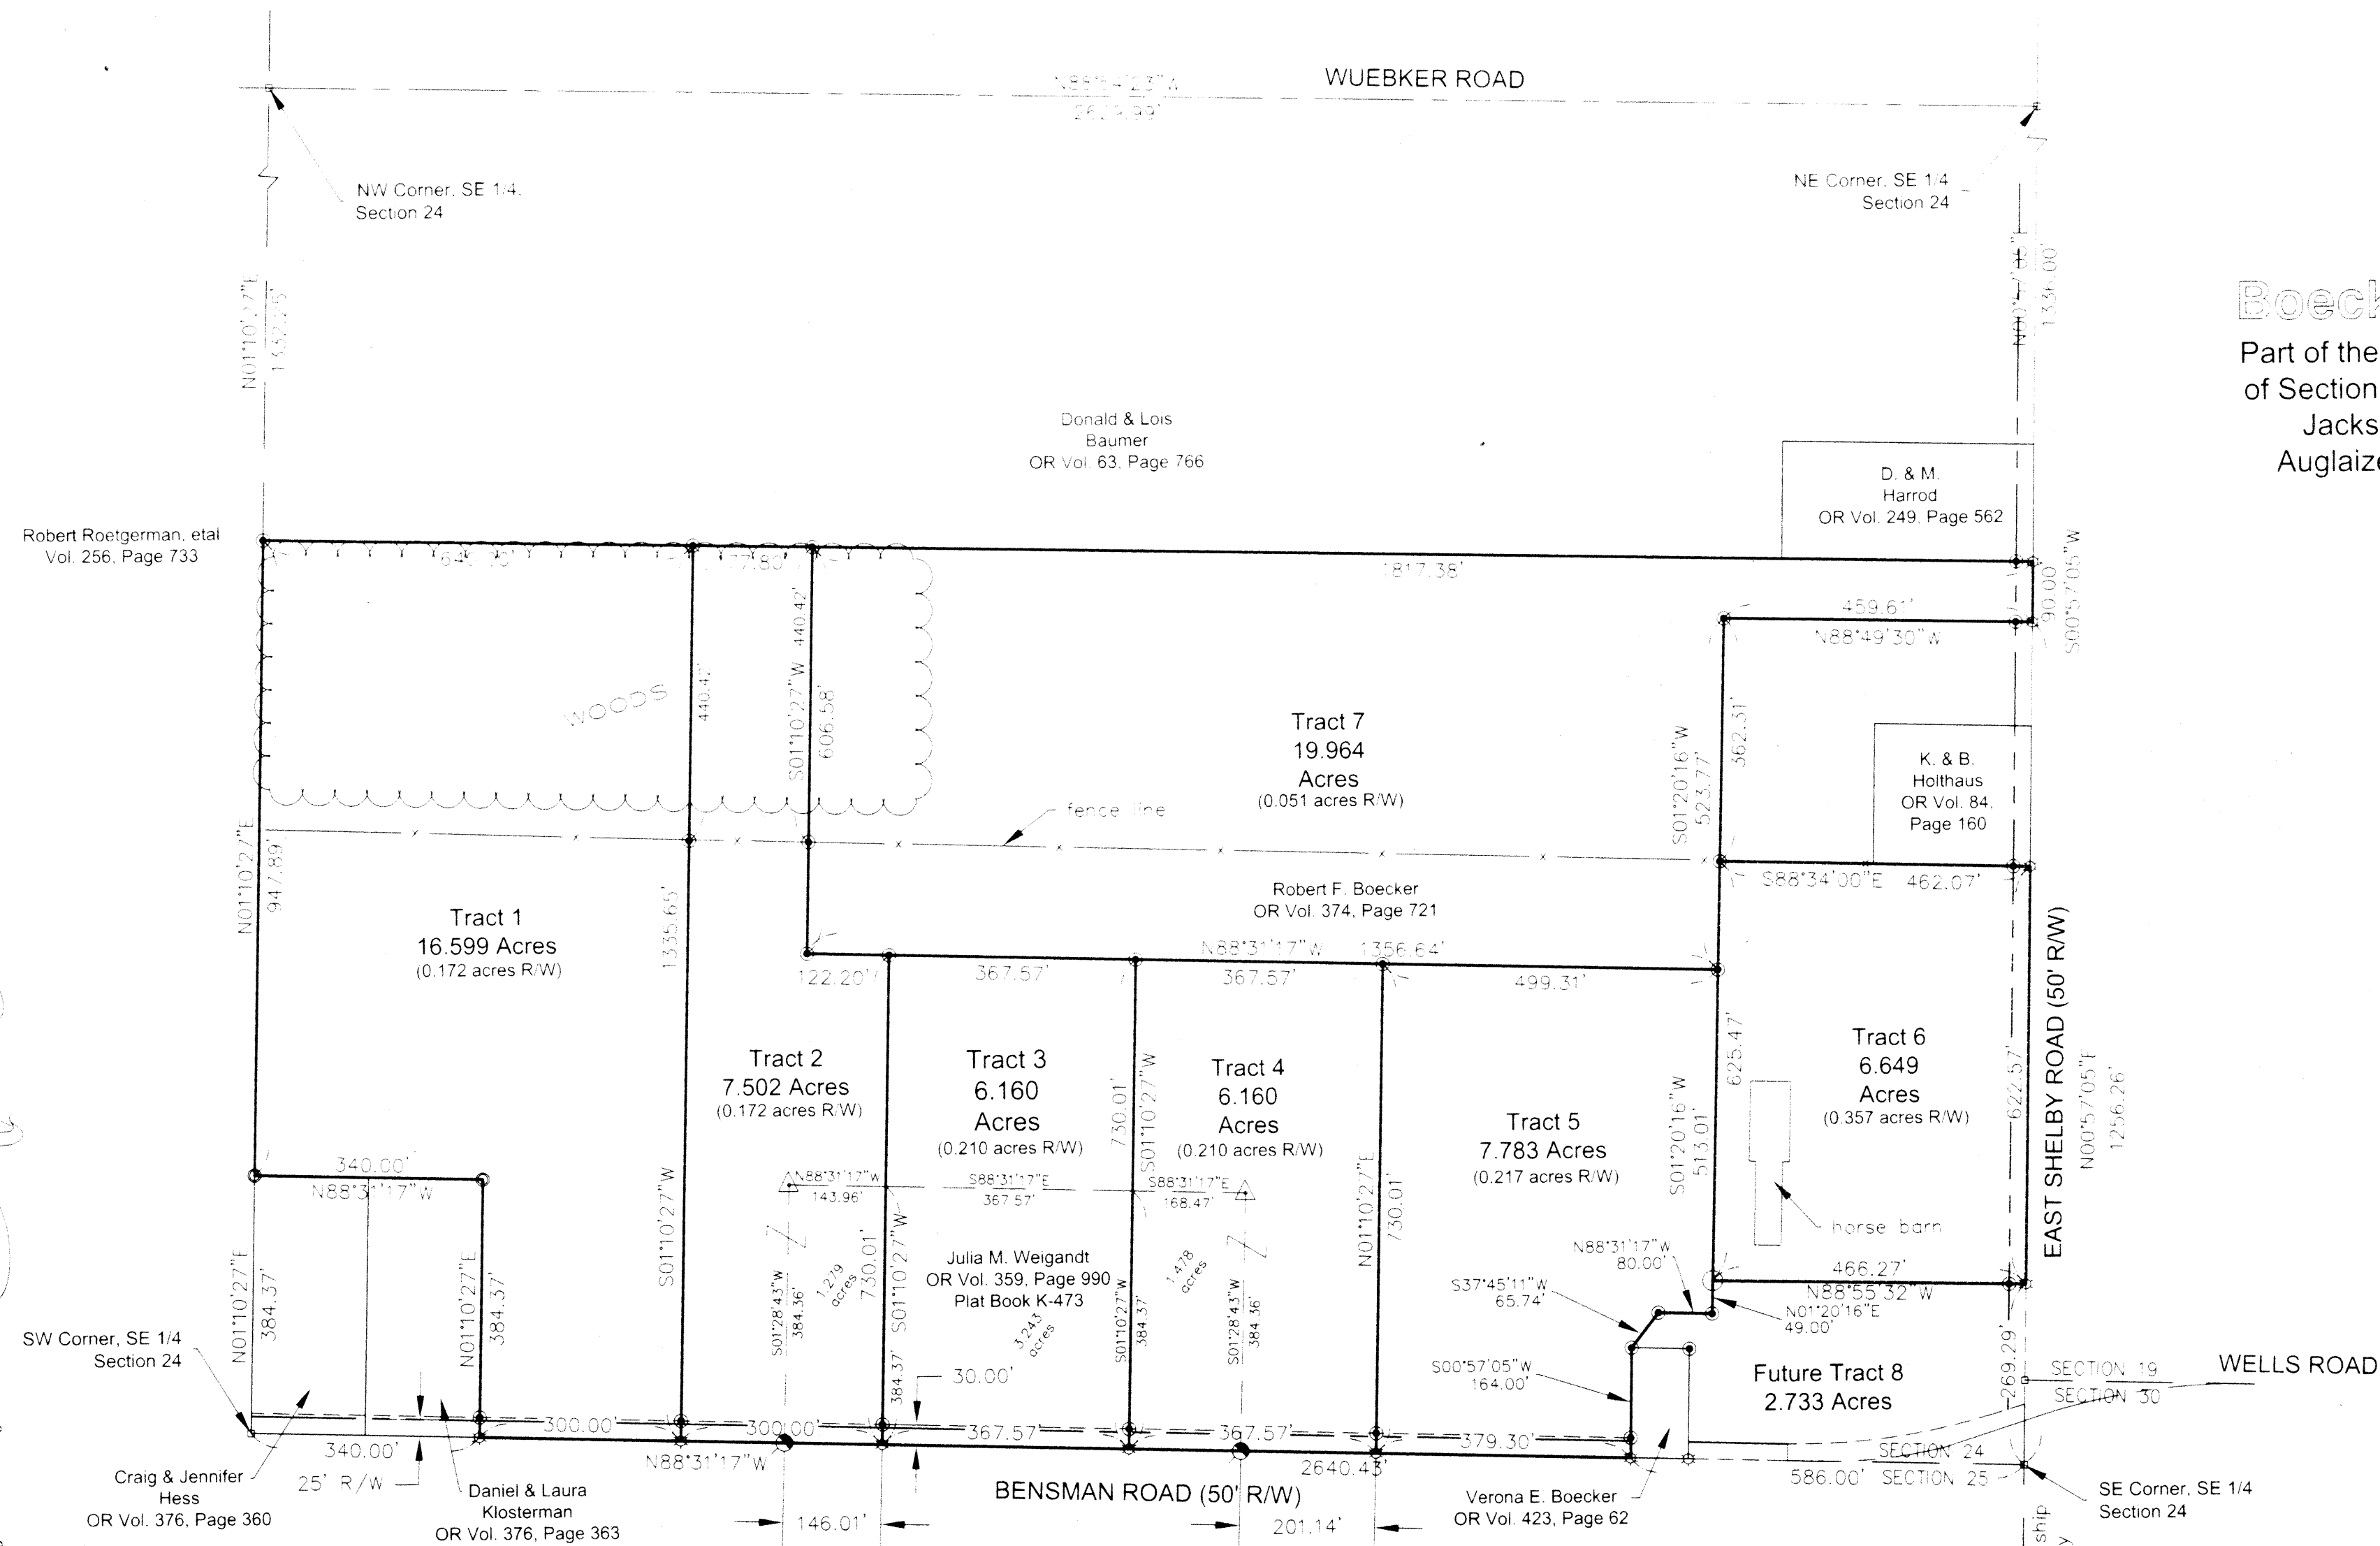 WUEBKER ROAD
NW Corner, SE 1/4,
Section 24
NE Corner, SE 1/4
Section 24
N01°10'27"E
1336.00'
Part of the
of Section
Jacks
Auglaize
Donald & Lois
Baumer
OR Vol. 63, Page 766
D. & M.
Harrod
OR Vol. 249, Page 562
Robert Roetgerman, etal
Vol. 256, Page 733
1817.38'
90.00
S00°57'05"W
459.61'
N88°49'30"W
WOODS
440.42'
S01°10'27"W 440.42'
606.58'
Tract 7
19.964
Acres
(0.051 acres R/W)
S01°20'16"W
523.77'
362.31'
K. & B.
Holthaus
OR Vol. 84,
Page 160
fence line
S88°34'00"E 462.07'
N01°10'27"E
947.89'
Tract 1
16.599 Acres
(0.172 acres R/W)
1335.65'
S01°10'27"W
Robert F. Boecker
OR Vol. 374, Page 721
N88°31'17"W 1356.64'
122.20'
367.57'
367.57'
499.31'
Tract 2
7.502 Acres
(0.172 acres R/W)
Tract 3
6.160
Acres
(0.210 acres R/W)
730.01'
S01°10'27"W
Tract 4
6.160
Acres
(0.210 acres R/W)
N01°10'27"E
730.01'
Tract 5
7.783 Acres
(0.217 acres R/W)
S01°20'16"W
513.01'
625.47'
Tract 6
6.649
Acres
(0.357 acres R/W)
622.57'
EAST SHELBY ROAD (50' R/W)
N00°57'05"E
1256.26'
horse barn
340.00'
N88°31'17"W
N88°31'17"W
143.96'
S88°31'17"E
367.57'
S88°31'17"E
168.47'
N01°10'27"E
384.37'
N01°10'27"E
384.37'
S01°28'43"W
384.36'
1.279
acres
730.01'
S01°10'27"W
384.37'
Julia M. Weigandt
OR Vol. 359, Page 990
Plat Book K-473
3.243
acres
S01°10'27"W
384.37'
1.478
acres
S01°28'43"W
384.36'
N88°31'17"W
80.00'
S37°45'11"W
65.74'
466.27'
N88°55'32"W
N01°20'16"E
49.00'
S00°57'05"W
164.00'
269.29'
Future Tract 8
2.733 Acres
SECTION 19
SECTION 30
WELLS ROAD
SW Corner, SE 1/4
Section 24
30.00'
340.00'
25' R/W
300.00'
300.00'
367.57'
367.57'
379.30'
N88°31'17"W
2640.43'
SECTION 24
586.00' SECTION 25
BENSMAN ROAD (50' R/W)
Craig & Jennifer
Hess
OR Vol. 376, Page 360
Daniel & Laura
Klosterman
OR Vol. 376, Page 363
146.01'
201.14'
Verona E. Boecker
OR Vol. 423, Page 62
SE Corner, SE 1/4
Section 24
ship
y